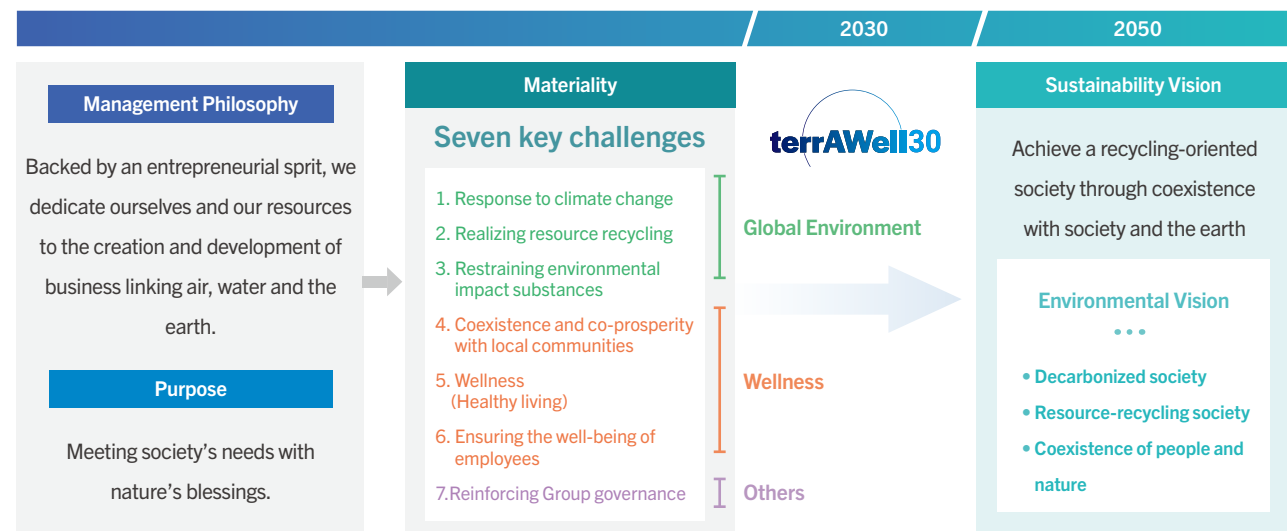 2030
2050
Management Philosophy
Backed by an entrepreneurial sprit, we
dedicate ourselves and our resources
to the creation and development of
business linking air, water and the
earth.
Purpose
Meeting society's needs with
nature's blessings.
Materiality
Seven key challenges
1. Response to climate change
2. Realizing resource recycling
3. Restraining environmental
impact substances
4. Coexistence and co-prosperity
with local communities
5. Wellness
(Healthy living)
6. Ensuring the well-being of
employees
7.Reinforcing Group governance
terrAWell30
Global Environment
Wellness
Others
Sustainability Vision
Achieve a recycling-oriented
society through coexistence
with society and the earth
Environmental Vision
• • •
• Decarbonized society
• Resource-recycling society
• Coexistence of people and
nature